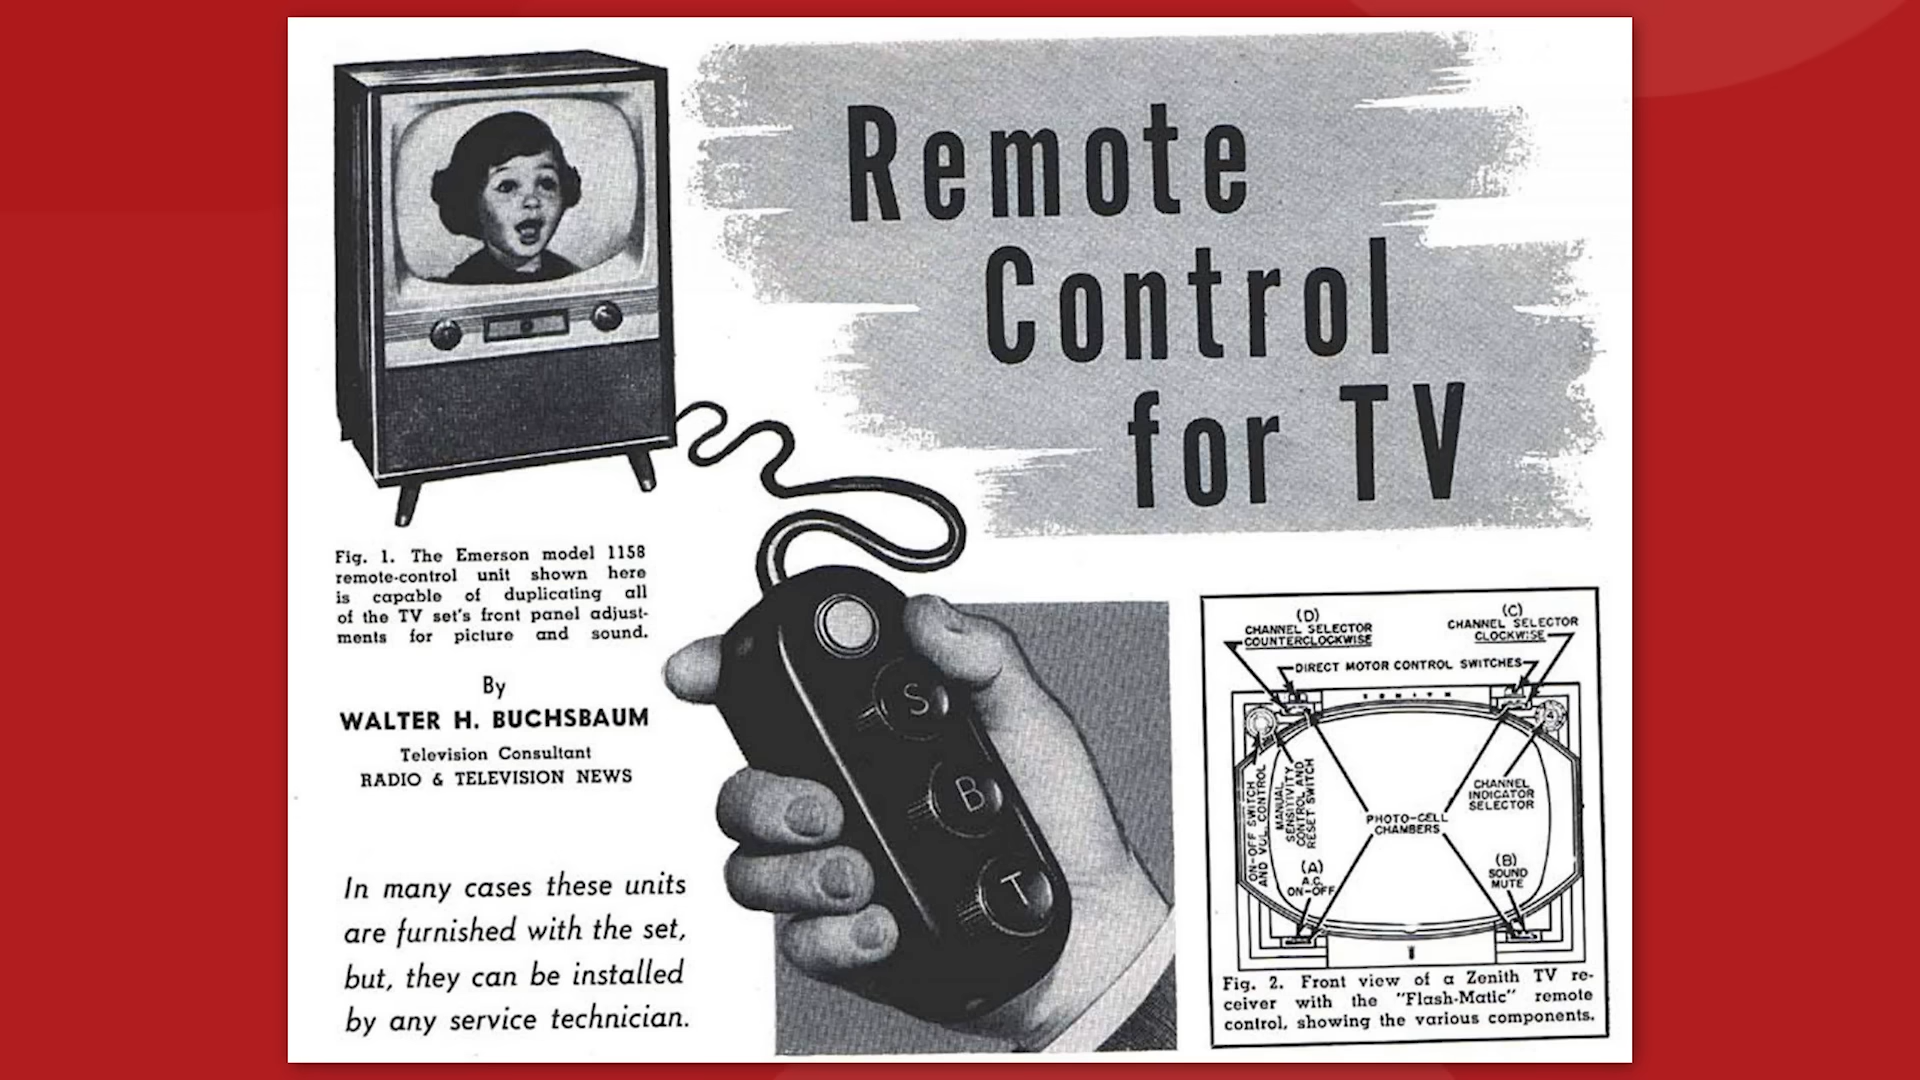 Remote
Control
for TV
Fig. 1. The Emerson model 1158
remote-control unit shown here
is capable of duplicating all
of the TV set's front panel adjust-
ments for picture and sound.
By
WALTER H. BUCHSBAUM
Television Consultant
RADIO & TELEVISION NEWS
In many cases these units
are furnished with the set,
but, they can be installed
by any service technician.
S
B
T
(D)
CHANNEL SELECTOR
COUNTERCLOCKWISE
(C)
CHANNEL SELECTOR
CLOCKWISE
DIRECT MOTOR CONTROL SWITCHES
ZENITH
ON-OFF SWITCH
AND VOL. CONTROL
MANUAL
SENSITIVITY
CONTROL AND
RESET SWITCH
CHANNEL
INDICATOR
SELECTOR
PHOTO-CELL
CHAMBERS
(A)
A.C.
ON-OFF
(B)
SOUND
MUTE
Fig. 2. Front view of a Zenith TV re-
ceiver with the "Flash-Matic" remote
control, showing the various components.